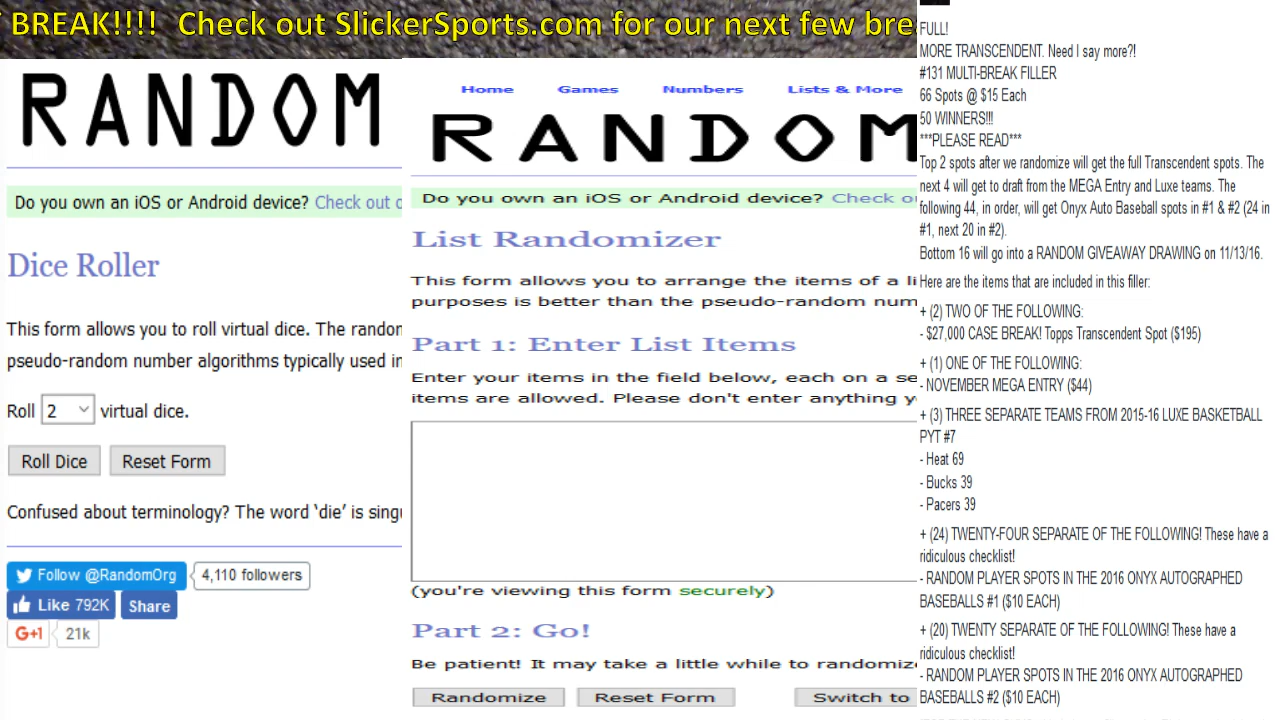 BREAK!!!!  Check out SlickerSports.com for our next few bre
RANDOM
Do you own an iOS or Android device? Check out o
Dice Roller
This form allows you to roll virtual dice. The random
pseudo-random number algorithms typically used in
Roll 2 virtual dice.
Roll Dice Reset Form
Confused about terminology? The word ‘die’ is singu
Follow @RandomOrg 4,110 followers
Like 792K Share
G+1 21k
Home Games Numbers Lists & More
RANDOM
Do you own an iOS or Android device? Check ou
List Randomizer
This form allows you to arrange the items of a li
purposes is better than the pseudo-random num
Part 1: Enter List Items
Enter your items in the field below, each on a se
items are allowed. Please don't enter anything y
(you're viewing this form securely)
Part 2: Go!
Be patient! It may take a little while to randomize
Randomize Reset Form Switch to
FULL!
MORE TRANSCENDENT. Need I say more?!
#131 MULTI-BREAK FILLER
66 Spots @ $15 Each
50 WINNERS!!!
***PLEASE READ***
Top 2 spots after we randomize will get the full Transcendent spots. The
next 4 will get to draft from the MEGA Entry and Luxe teams. The
following 44, in order, will get Onyx Auto Baseball spots in #1 & #2 (24 in
#1, next 20 in #2).
Bottom 16 will go into a RANDOM GIVEAWAY DRAWING on 11/13/16.
Here are the items that are included in this filler:
+ (2) TWO OF THE FOLLOWING:
- $27,000 CASE BREAK! Topps Transcendent Spot ($195)
+ (1) ONE OF THE FOLLOWING:
- NOVEMBER MEGA ENTRY ($44)
+ (3) THREE SEPARATE TEAMS FROM 2015-16 LUXE BASKETBALL
PYT #7
- Heat 69
- Bucks 39
- Pacers 39
+ (24) TWENTY-FOUR SEPARATE OF THE FOLLOWING! These have a
ridiculous checklist!
- RANDOM PLAYER SPOTS IN THE 2016 ONYX AUTOGRAPHED
BASEBALLS #1 ($10 EACH)
+ (20) TWENTY SEPARATE OF THE FOLLOWING! These have a
ridiculous checklist!
- RANDOM PLAYER SPOTS IN THE 2016 ONYX AUTOGRAPHED
BASEBALLS #2 ($10 EACH)